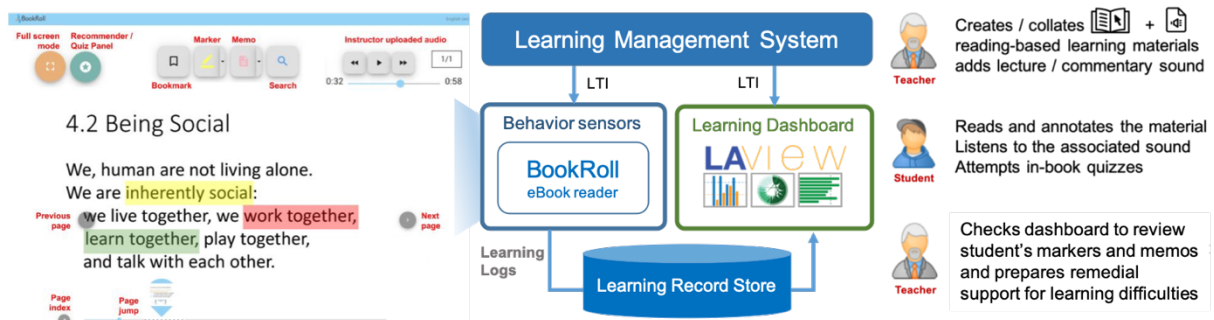 BookRoll
Full screen
mode
Recommender /
Quiz Panel
Marker
Memo
Instructor uploaded audio
1/1
0:32
0:58
Bookmark
Search
4.2 Being Social
We, human are not living alone.
We are inherently social:
we live together, we work together,
learn together, play together,
and talk with each other.
Previous
page
Next
page
Page
index
Page
jump
Learning Management System
LTI
LTI
Behavior sensors
BookRoll
eBook reader
Learning Dashboard
LAVIEW
Learning
Logs
Learning Record Store
Teacher
Creates / collates +
reading-based learning materials
adds lecture / commentary sound
Student
Reads and annotates the material
Listens to the associated sound
Attempts in-book quizzes
Teacher
Checks dashboard to review
student's markers and memos
and prepares remedial
support for learning difficulties